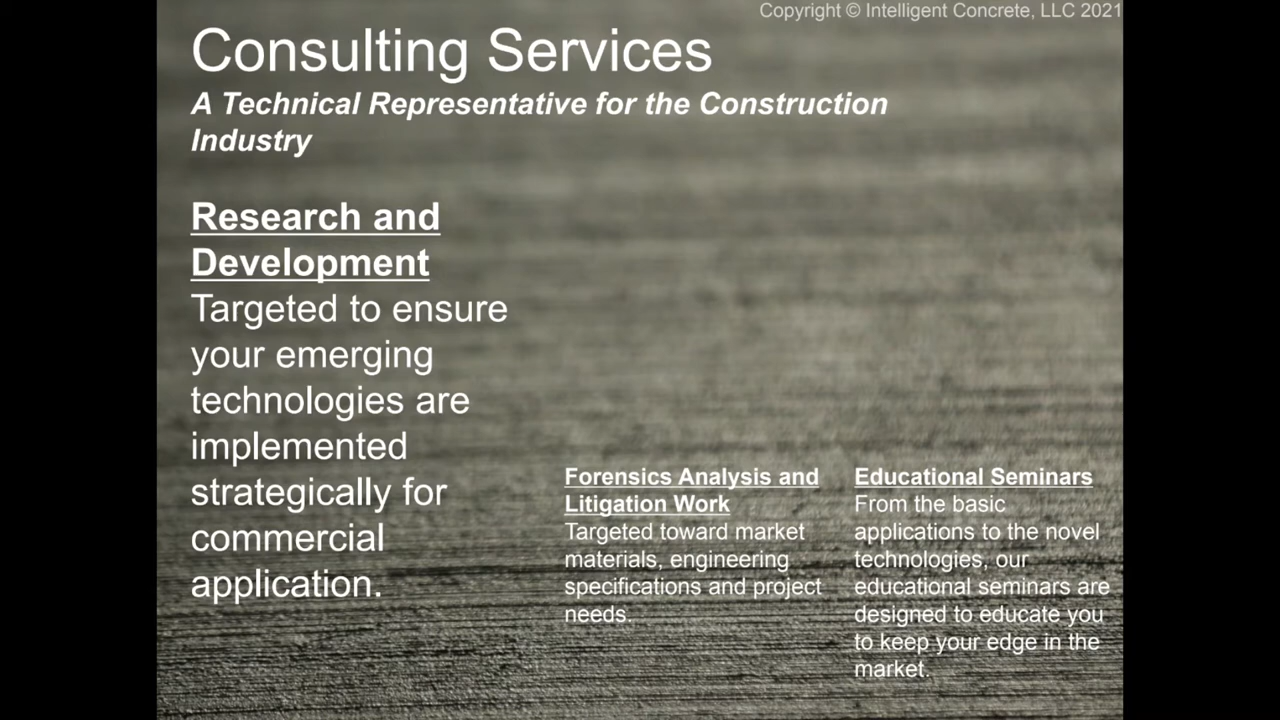 Copyright © Intelligent Concrete, LLC 2021
Consulting Services
A Technical Representative for the Construction
Industry
Research and
Development
Targeted to ensure
your emerging
technologies are
implemented
strategically for
commercial
application.
Forensics Analysis and
Litigation Work
Targeted toward market
materials, engineering
specifications and project
needs.
Educational Seminars
From the basic
applications to the novel
technologies, our
educational seminars are
designed to educate you
to keep your edge in the
market.